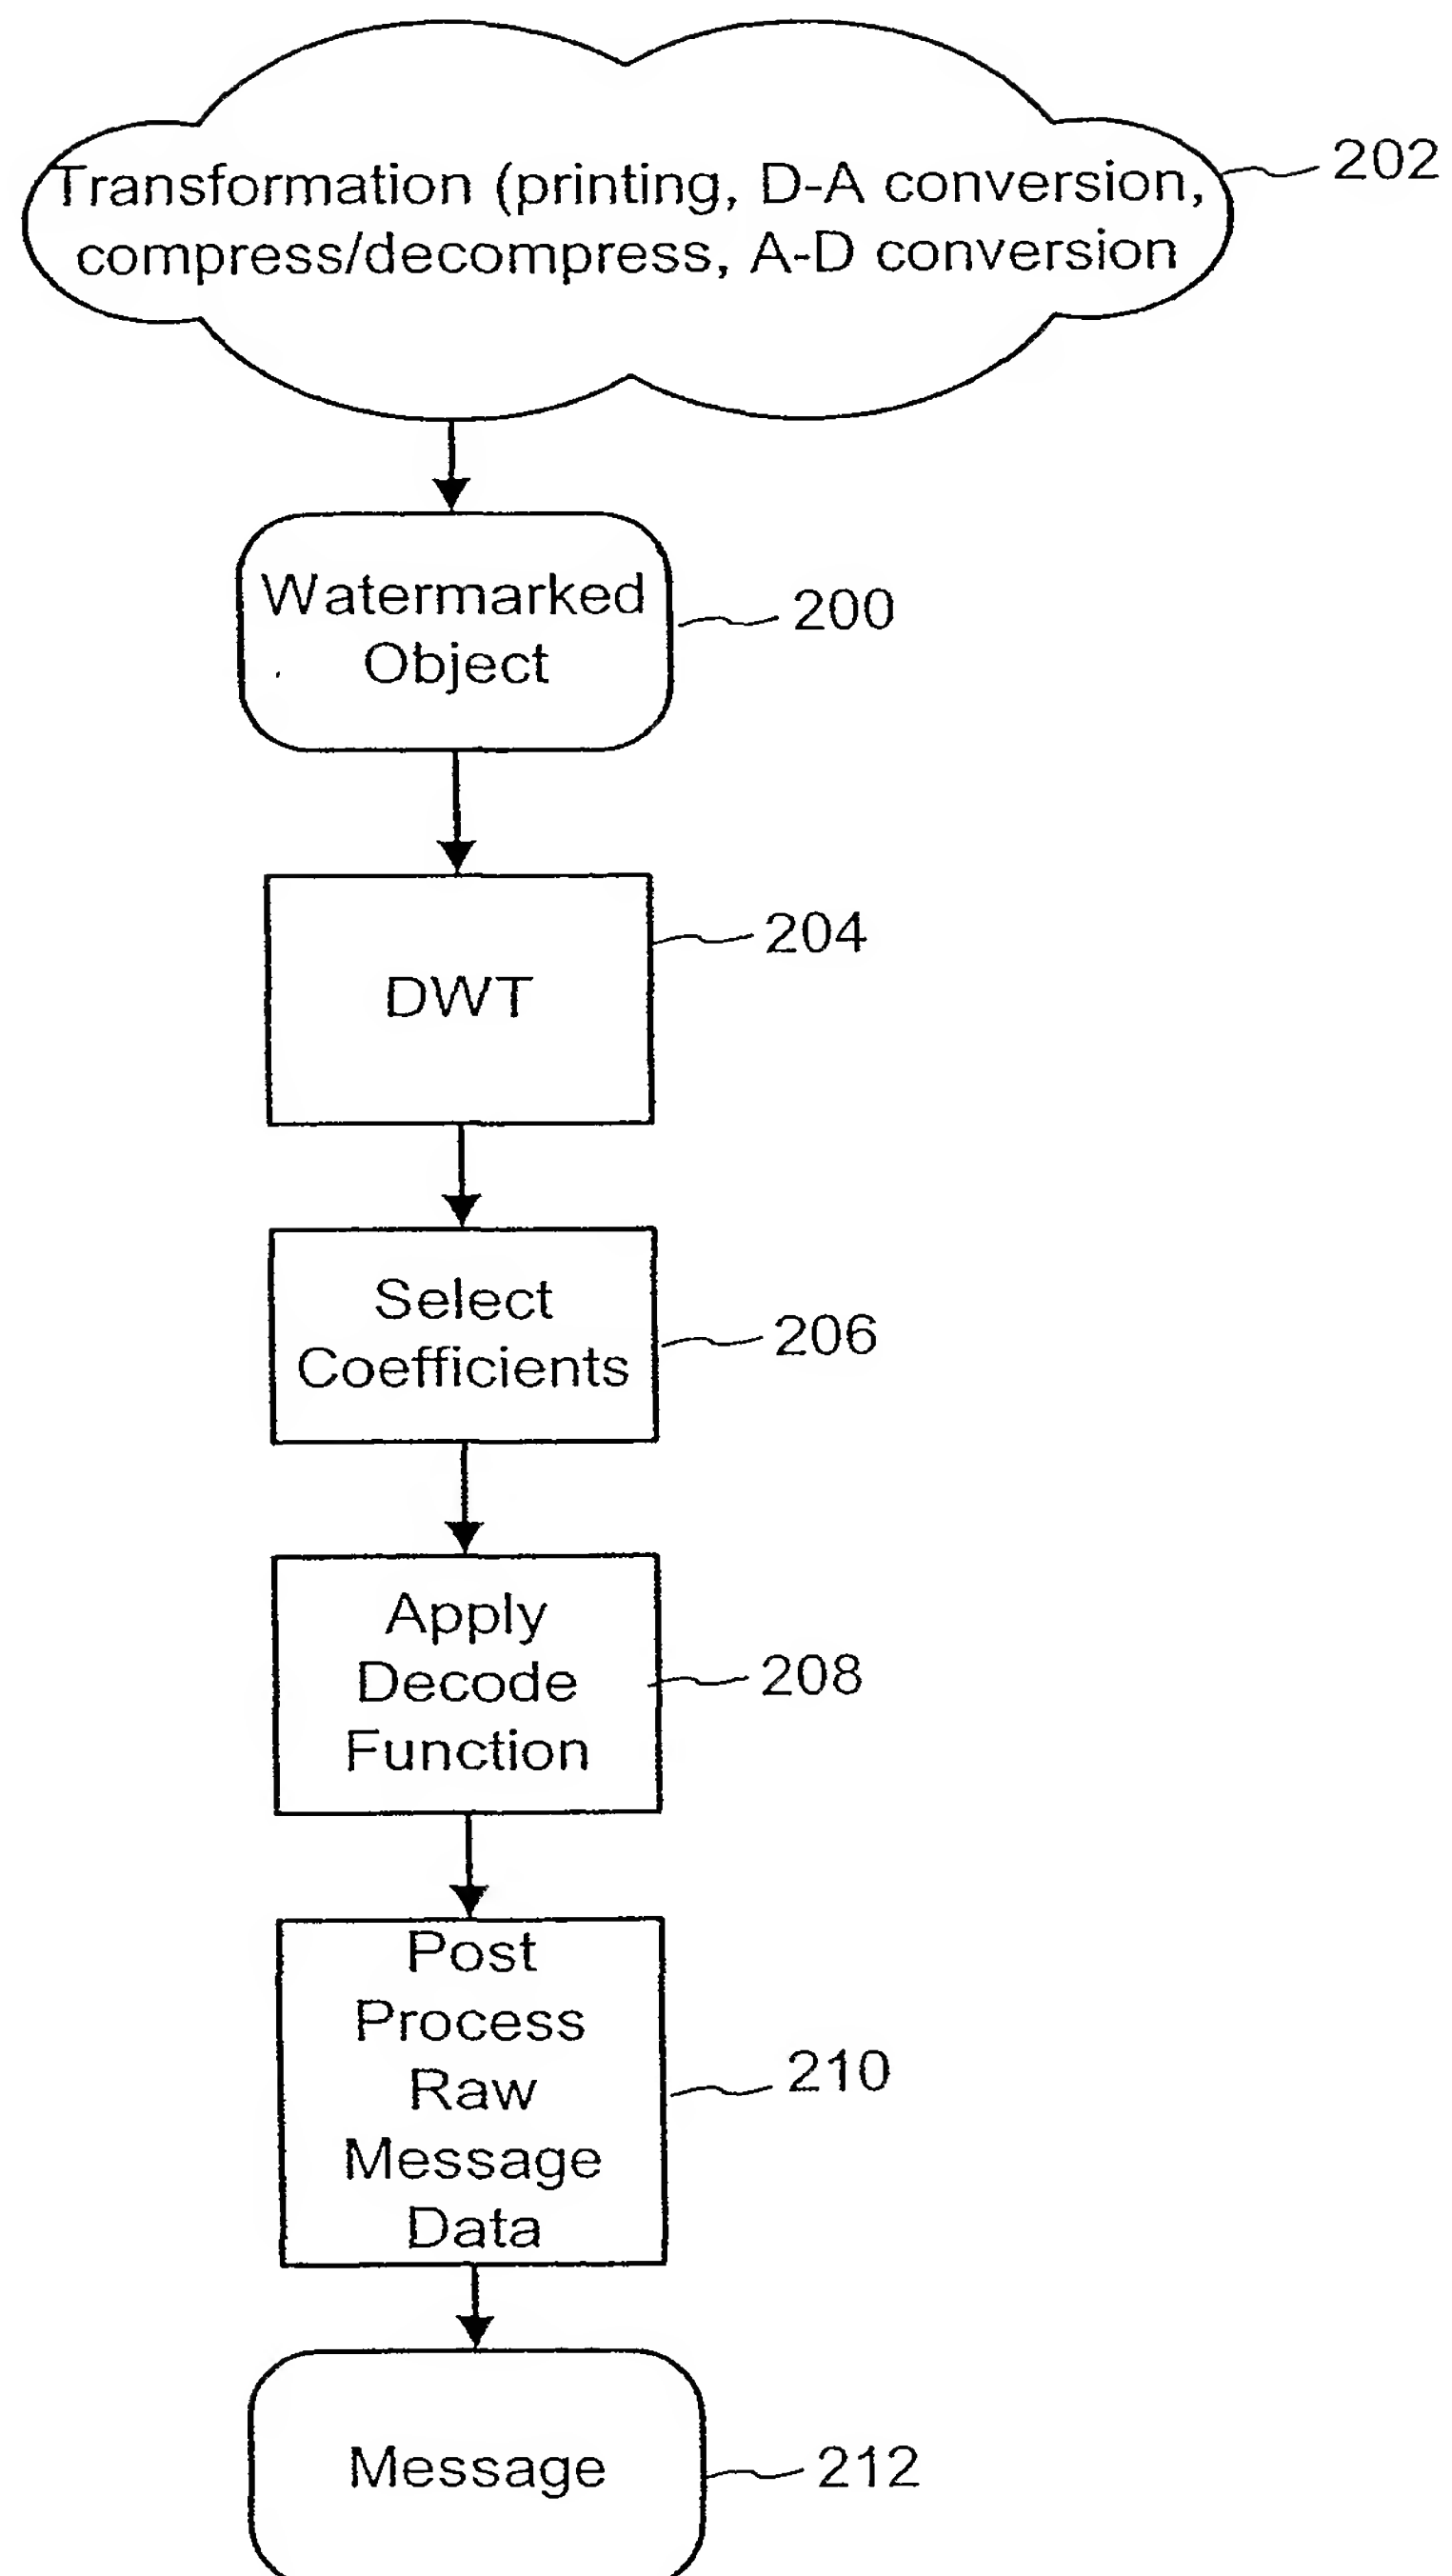 Transformation (printing, D-A conversion,
compress/decompress, A-D conversion
202
Watermarked
Object
200
204
DWT
Select
Coefficients
206
Apply
Decode
Function
208
Post
Process
Raw
Message
Data
210
Message
212